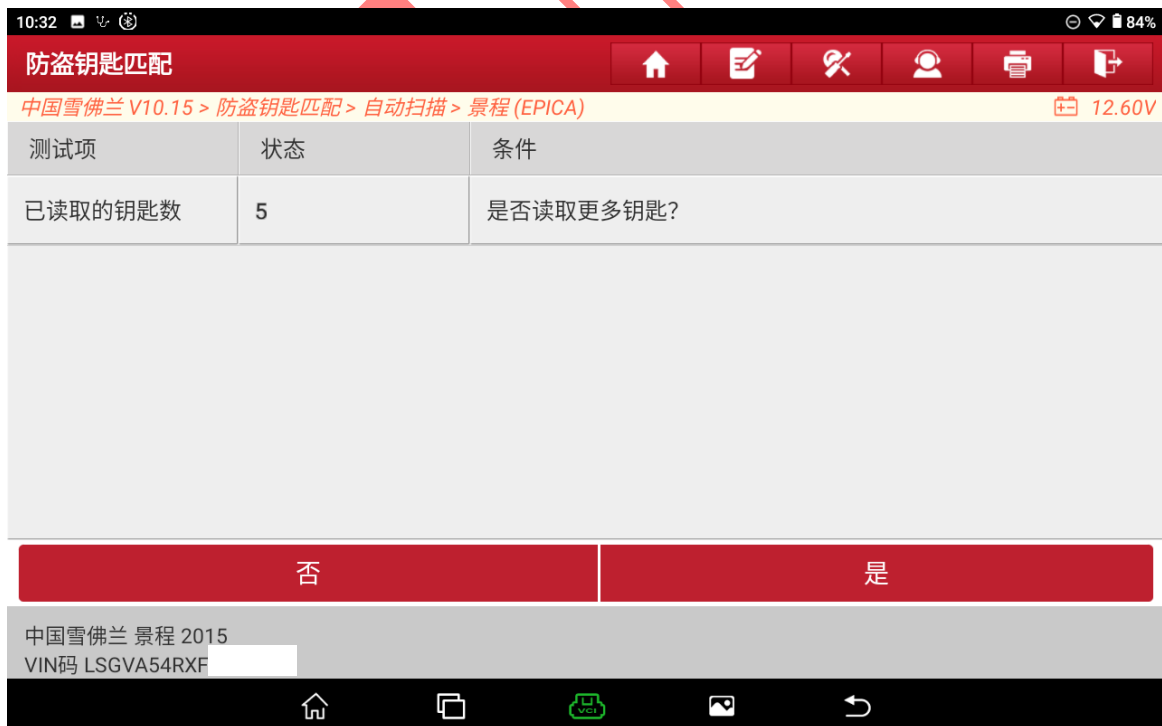 10:32
84%
防盗钥匙匹配
中国雪佛兰 V10.15 > 防盗钥匙匹配 > 自动扫描 > 景程 (EPICA)
12.60V
测试项 状态 条件
已读取的钥匙数 5 是否读取更多钥匙?
否 是
中国雪佛兰 景程 2015
VIN码 LSGVA54RXF
VCI